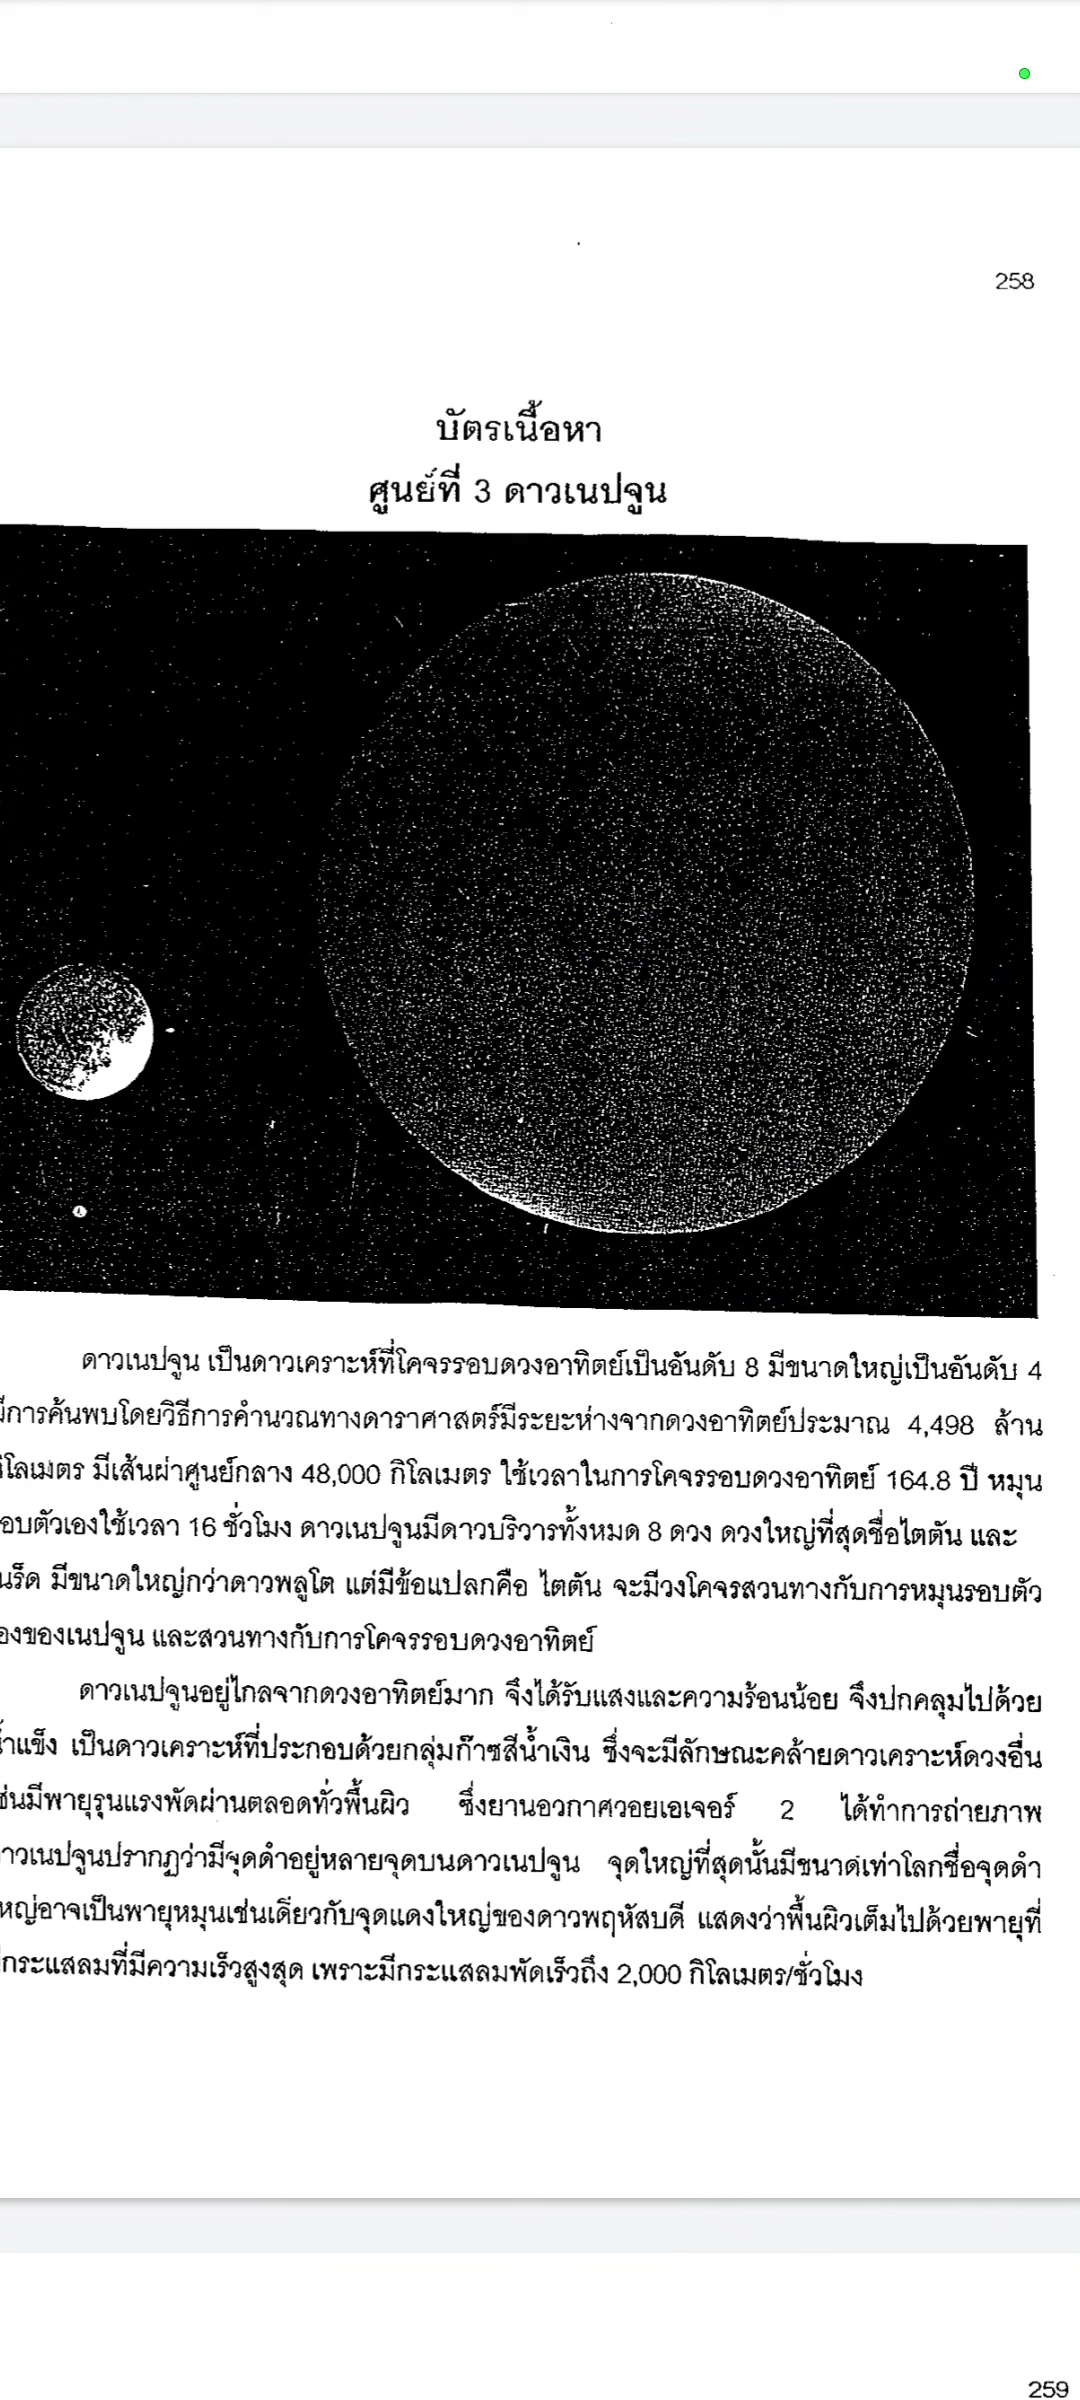 258
บัตรเนื้อหา
ศูนย์ที่ 3 ดาวเนปจูน
ดาวเนปจูน เป็นดาวเคราะห์ที่โคจรรอบดวงอาทิตย์เป็นอันดับ 8 มีขนาดใหญ่เป็นอันดับ 4
มีการค้นพบโดยวิธีการคำนวณทางดาราศาสตร์มีระยะห่างจากดวงอาทิตย์ประมาณ 4,498 ล้าน
กิโลเมตร มีเส้นผ่าศูนย์กลาง 48,000 กิโลเมตร ใช้เวลาในการโคจรรอบดวงอาทิตย์ 164.8 ปี หมุน
รอบตัวเองใช้เวลา 16 ชั่วโมง ดาวเนปจูนมีดาวบริวารทั้งหมด 8 ดวง ดวงใหญ่ที่สุดชื่อไตตัน และ
มีขนาดใหญ่กว่าดาวพลูโต แต่มีข้อแปลกคือ ไตตัน จะมีวงโคจรสวนทางกับการหมุนรอบตัว
ของเนปจูน และสวนทางกับการโคจรรอบดวงอาทิตย์
ดาวเนปจูนอยู่ไกลจากดวงอาทิตย์มาก จึงได้รับแสงและความร้อนน้อย จึงปกคลุมไปด้วย
น้ำแข็ง เป็นดาวเคราะห์ที่ประกอบด้วยกลุ่มก๊าซสีน้ำเงิน ซึ่งจะมีลักษณะคล้ายดาวเคราะห์ดวงอื่น
เช่นมีพายุรุนแรงพัดผ่านตลอดทั่วพื้นผิว ซึ่งยานอวกาศวอยเอเจอร์ 2 ได้ทำการถ่ายภาพ
ดาวเนปจูนปรากฏว่ามีจุดดำอยู่หลายจุดบนดาวเนปจูน จุดใหญ่ที่สุดนั้นมีขนาดเท่าโลกชื่อจุดดำ
ใหญ่อาจเป็นพายุหมุนเช่นเดียวกับจุดแดงใหญ่ของดาวพฤหัสบดี แสดงว่าพื้นผิวเต็มไปด้วยพายุที่
มีกระแสลมที่มีความเร็วสูงสุด เพราะมีกระแสลมพัดเร็วถึง 2,000 กิโลเมตร/ชั่วโมง
259